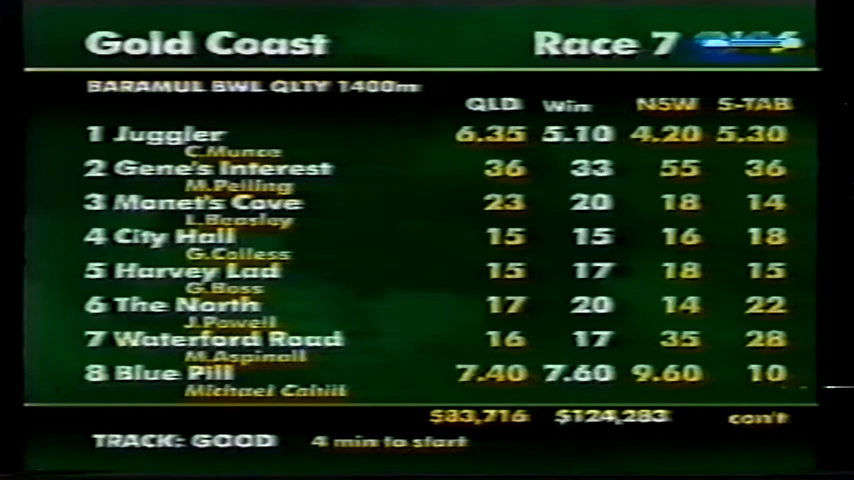 Gold Coast Race 7
BARAMUL BWL QLTY 1400m
QLD Win NSW S-TAB
1 Juggler 6.35 5.10 4.20 5.30
C.Munce
2 Gene's Interest 36 33 55 36
M.Pelling
3 Monet's Cove 23 20 18 14
L.Beasley
4 City Hall 15 15 16 18
G.Colless
5 Harvey Lad 15 17 18 15
G.Boss
6 The North 17 20 14 22
J.Powell
7 Waterford Road 16 17 35 28
M.Aspinall
8 Blue Pill 7.40 7.60 9.60 10
Michael Cahill
$83,716 $124,283 con't
TRACK: GOOD 4 min to start